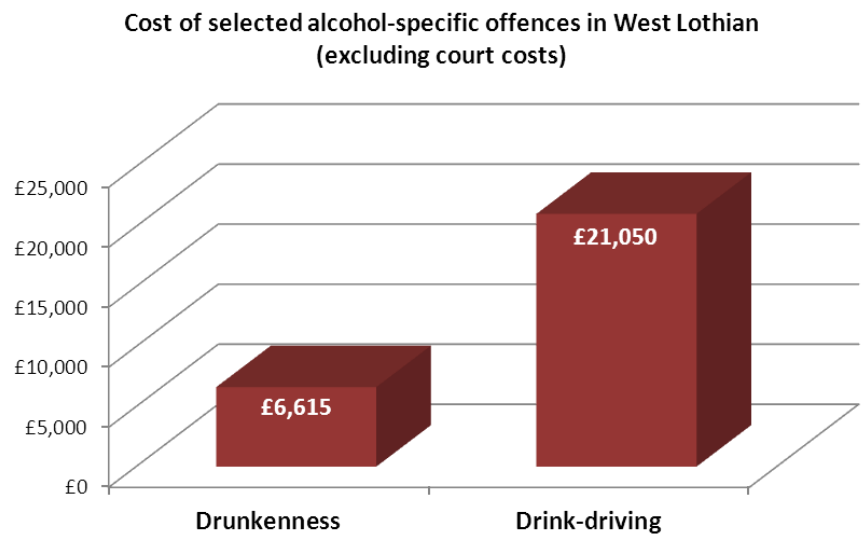 Cost of selected alcohol-specific offences in West Lothian
(excluding court costs)
£25,000
£20,000
£15,000
£10,000
£5,000
£0
£6,615
£21,050
Drunkenness
Drink-driving